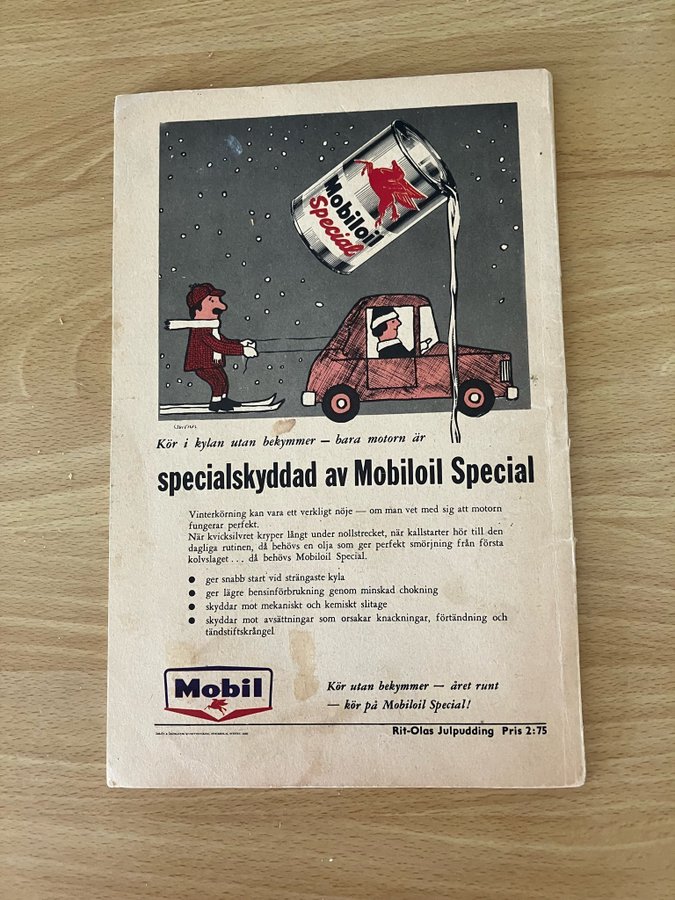 Mobiloil
Special
Kör i kylan utan bekymmer — bara motorn är
specialskyddad av Mobiloil Special
Vinterkörning kan vara ett verkligt nöje — om man vet med sig att motorn
fungerar perfekt.
När kvicksilvret kryper långt under nollstrecket, när kallstarter hör till den
dagliga rutinen, då behövs en olja som ger perfekt smörjning från första
kolvslaget... då behövs Mobiloil Special.
● ger snabb start vid strängaste kyla
● ger lägre bensinförbrukning genom minskad chokning
● skyddar mot mekaniskt och kemiskt slitage
● skyddar mot avsättningar som orsakar knackningar, förtändning och
tändstiftskrångel
Mobil
Kör utan bekymmer — året runt
— kör på Mobiloil Special!
Rit-Olas Julpudding Pris 2:75